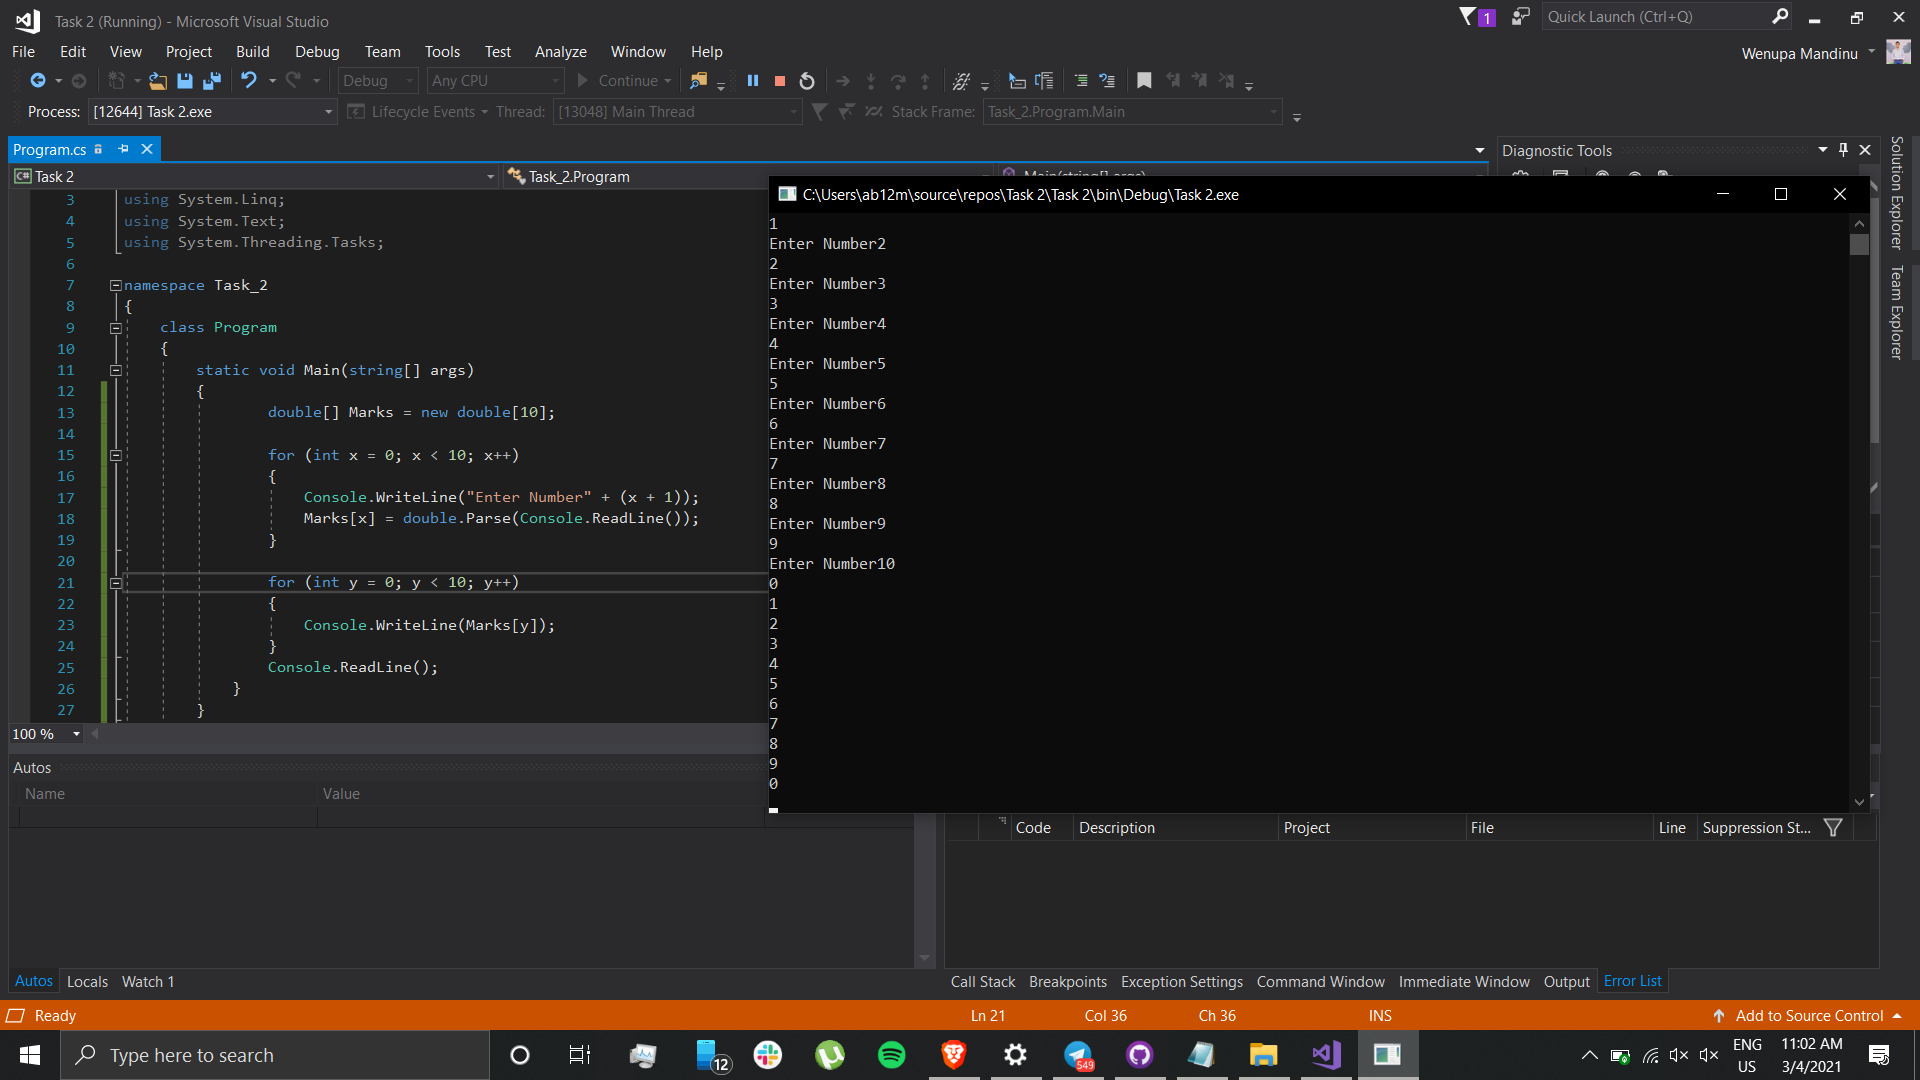 Task 2 (Running) - Microsoft Visual Studio
1
Quick Launch (Ctrl+Q)
File Edit View Project Build Debug Team Tools Test Analyze Window Help
Wenupa Mandinu
Debug Any CPU Continue
Process: [12644] Task 2.exe Lifecycle Events Thread: [13048] Main Thread Stack Frame: Task_2.Program.Main
Program.cs
Diagnostic Tools
Task 2 Task_2.Program Main(string[] args)
3 using System.Linq;
4 using System.Text;
5 using System.Threading.Tasks;
6
7 namespace Task_2
8 {
9 class Program
10 {
11 static void Main(string[] args)
12 {
13 double[] Marks = new double[10];
14
15 for (int x = 0; x < 10; x++)
16 {
17 Console.WriteLine("Enter Number" + (x + 1));
18 Marks[x] = double.Parse(Console.ReadLine());
19 }
20
21 for (int y = 0; y < 10; y++)
22 {
23 Console.WriteLine(Marks[y]);
24 }
25 Console.ReadLine();
26 }
27 }
100 %
C:\Users\ab12m\source\repos\Task 2\Task 2\bin\Debug\Task 2.exe
1
Enter Number2
2
Enter Number3
3
Enter Number4
4
Enter Number5
5
Enter Number6
6
Enter Number7
7
Enter Number8
8
Enter Number9
9
Enter Number10
0
1
2
3
4
5
6
7
8
9
0
Solution Explorer
Team Explorer
Autos
Name Value
Code Description Project File Line Suppression St...
Autos Locals Watch 1
Call Stack Breakpoints Exception Settings Command Window Immediate Window Output Error List
Ready Ln 21 Col 36 Ch 36 INS Add to Source Control
Type here to search
12
549
ENG
US
11:02 AM
3/4/2021